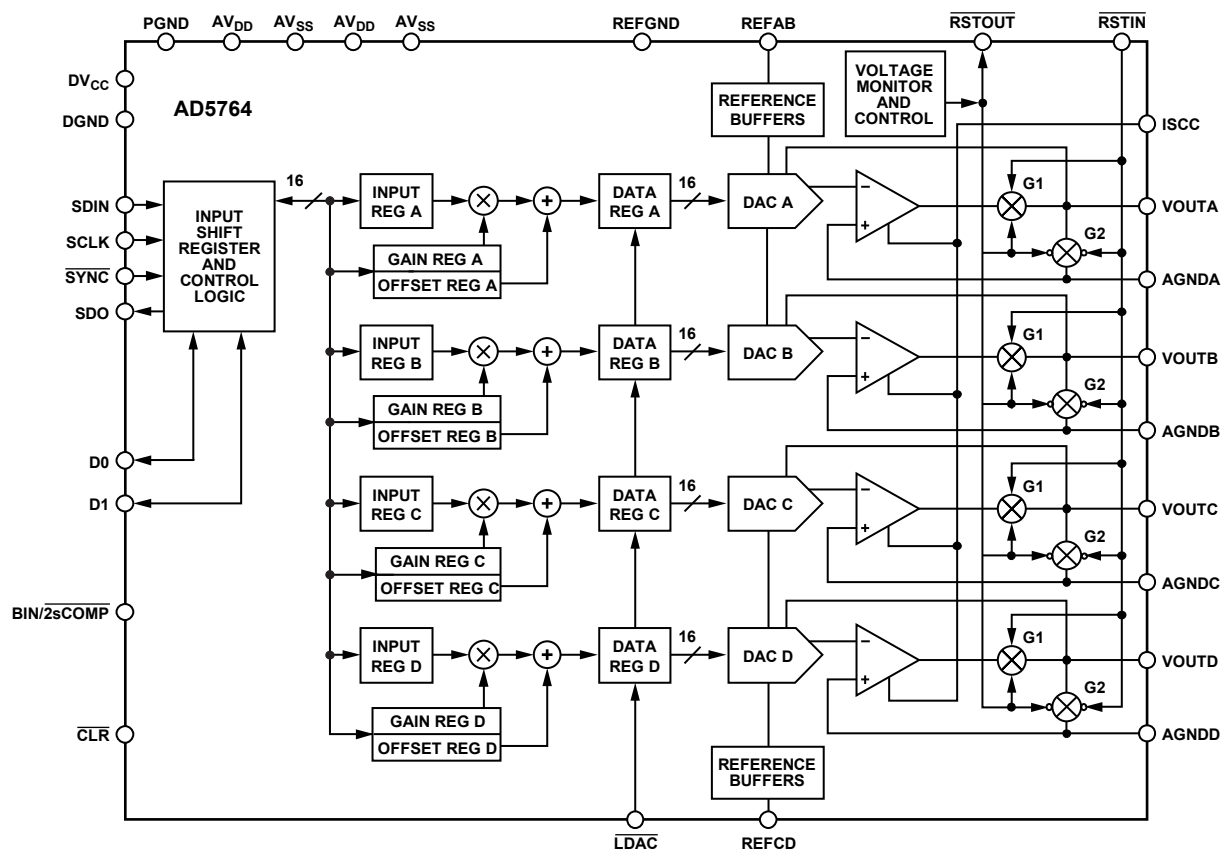 PGND AVDD AVSS AVDD AVSS REFGND REFAB RSTOUT RSTIN
DVCC
DGND
AD5764
REFERENCE
BUFFERS
VOLTAGE
MONITOR
AND
CONTROL
ISCC
SDIN
SCLK
SYNC
SDO
INPUT
SHIFT
REGISTER
AND
CONTROL
LOGIC
16
INPUT
REG A
×
+
GAIN REG A
OFFSET REG A
DATA
REG A
16
DAC A
−
+
G1
G2
VOUTA
AGNDA
INPUT
REG B
×
+
GAIN REG B
OFFSET REG B
DATA
REG B
16
DAC B
−
+
G1
G2
VOUTB
AGNDB
D0
D1
INPUT
REG C
×
+
GAIN REG C
OFFSET REG C
DATA
REG C
16
DAC C
−
+
G1
G2
VOUTC
AGNDC
BIN/2sCOMP
CLR
INPUT
REG D
×
+
GAIN REG D
OFFSET REG D
DATA
REG D
16
DAC D
−
+
G1
G2
VOUTD
AGNDD
REFERENCE
BUFFERS
LDAC REFCD